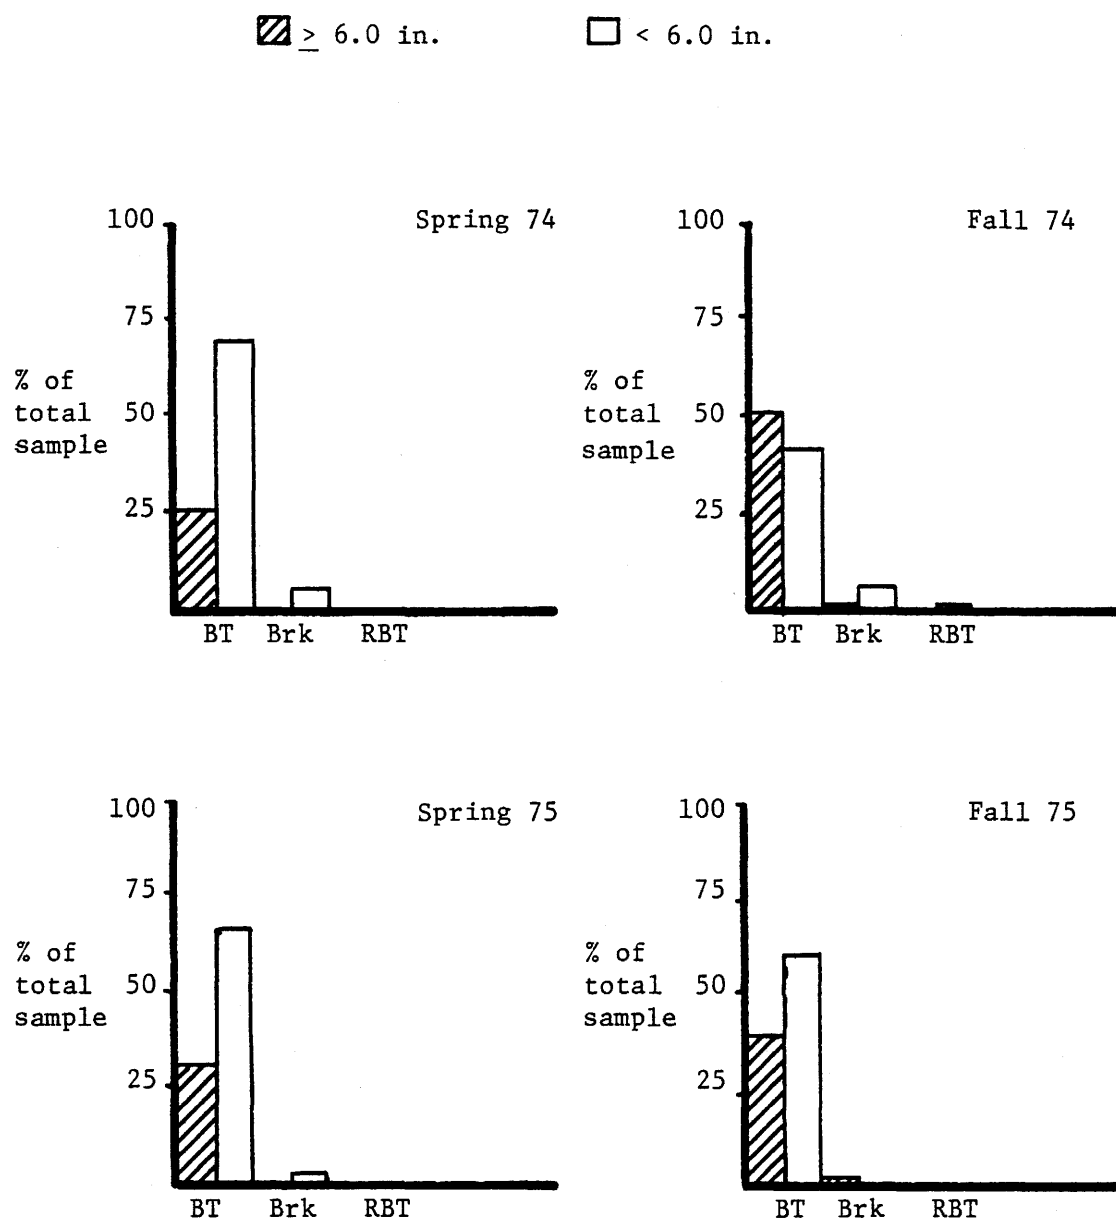 ≥ 6.0 in.
< 6.0 in.
Spring 74
100
75
50
25
% of
total
sample
BT Brk RBT
Fall 74
100
75
50
25
% of
total
sample
BT Brk RBT
Spring 75
100
75
50
25
% of
total
sample
BT Brk RBT
Fall 75
100
75
50
25
% of
total
sample
BT Brk RBT